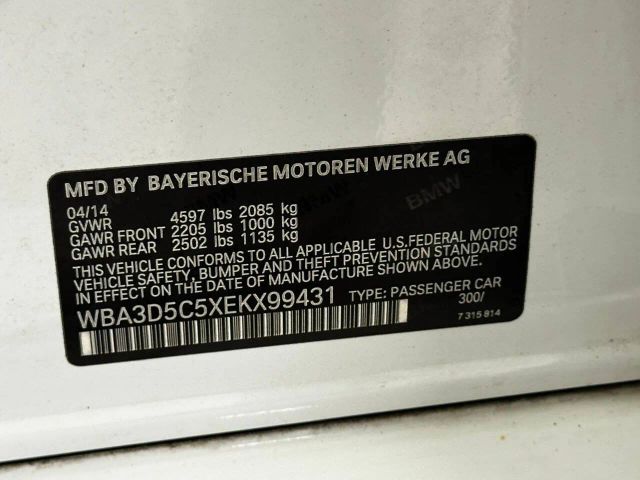 MFD BY BAYERISCHE MOTOREN WERKE AG
04/14
GVWR 4597 lbs 2085 kg
GAWR FRONT 2205 lbs 1000 kg
GAWR REAR 2502 lbs 1135 kg
THIS VEHICLE CONFORMS TO ALL APPLICABLE U.S.FEDERAL MOTOR
VEHICLE SAFETY, BUMPER, AND THEFT PREVENTION STANDARDS
IN EFFECT ON THE DATE OF MANUFACTURE SHOWN ABOVE.
WBA3D5C5XEKX99431 TYPE: PASSENGER CAR
300/
7 315 814
BMW
BMW